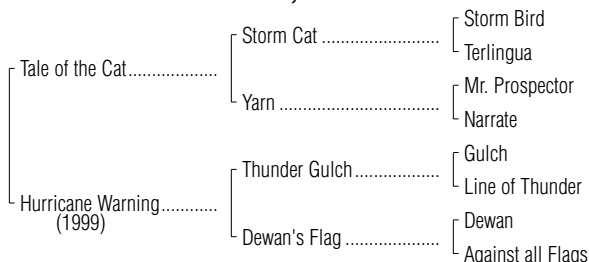 Storm Bird
Storm Cat ........................
Terlingua
Tale of the Cat...................
Mr. Prospector
Yarn .................................
Narrate
Gulch
Thunder Gulch.................
Line of Thunder
Hurricane Warning............
(1999)
Dewan
Dewan's Flag ...................
Against all Flags